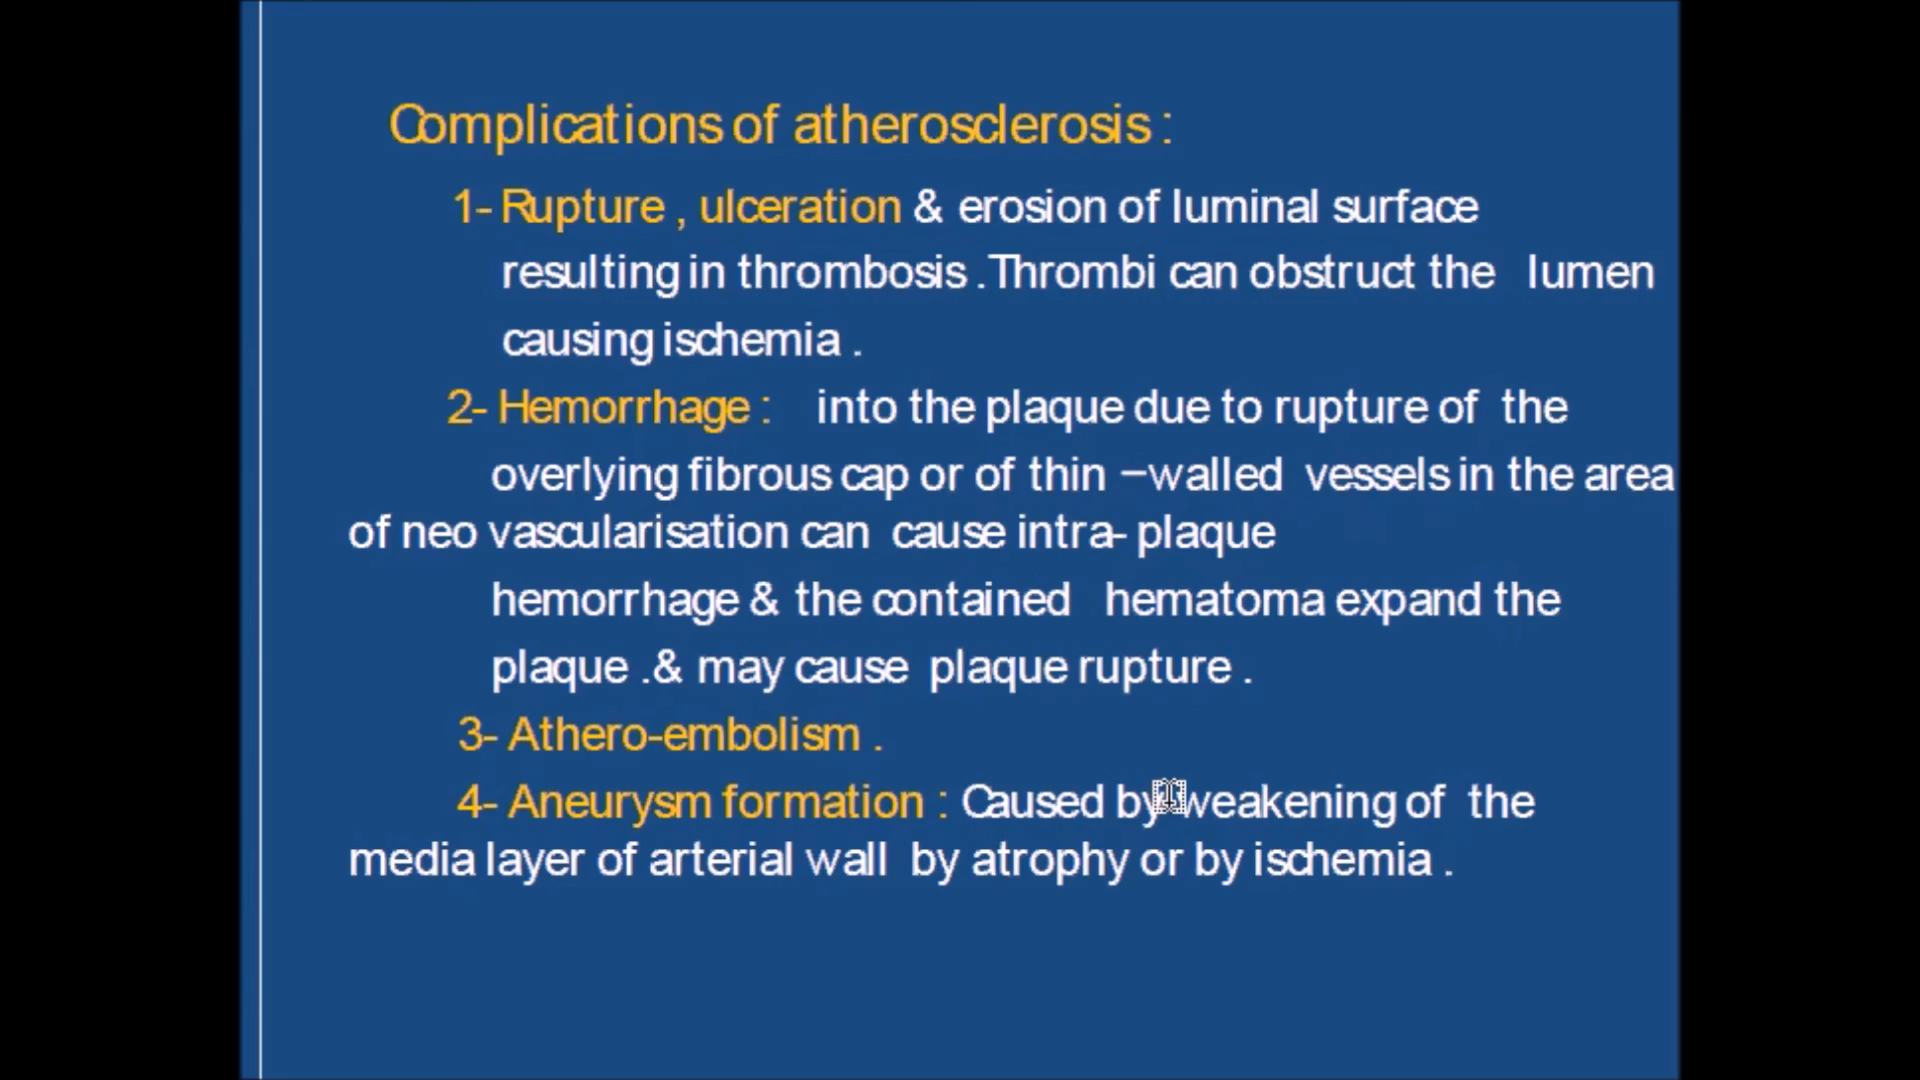 Complications of atherosclerosis :
1- Rupture , ulceration & erosion of luminal surface
resulting in thrombosis .Thrombi can obstruct the lumen
causing ischemia .
2- Hemorrhage : into the plaque due to rupture of the
overlying fibrous cap or of thin –walled vessels in the area
of neo vascularisation can cause intra- plaque
hemorrhage & the contained hematoma expand the
plaque .& may cause plaque rupture .
3- Athero-embolism .
4- Aneurysm formation : Caused by weakening of the
media layer of arterial wall by atrophy or by ischemia .